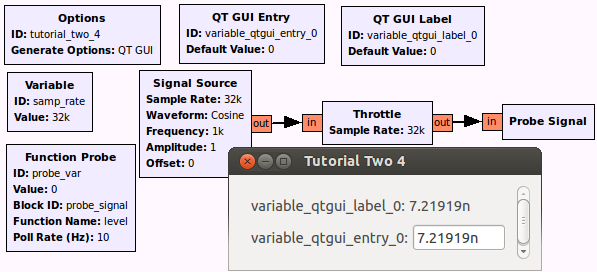 Options
ID: tutorial_two_4
Generate Options: QT GUI
QT GUI Entry
ID: variable_qtgui_entry_0
Default Value: 0
QT GUI Label
ID: variable_qtgui_label_0
Default Value: 0
Variable
ID: samp_rate
Value: 32k
Signal Source
Sample Rate: 32k
Waveform: Cosine
Frequency: 1k
Amplitude: 1
Offset: 0
out
in
Throttle
Sample Rate: 32k
out
in
Probe Signal
Function Probe
ID: probe_var
Value: 0
Block ID: probe_signal
Function Name: level
Poll Rate (Hz): 10
Tutorial Two 4
variable_qtgui_label_0: 7.21919n
variable_qtgui_entry_0: 7.21919n